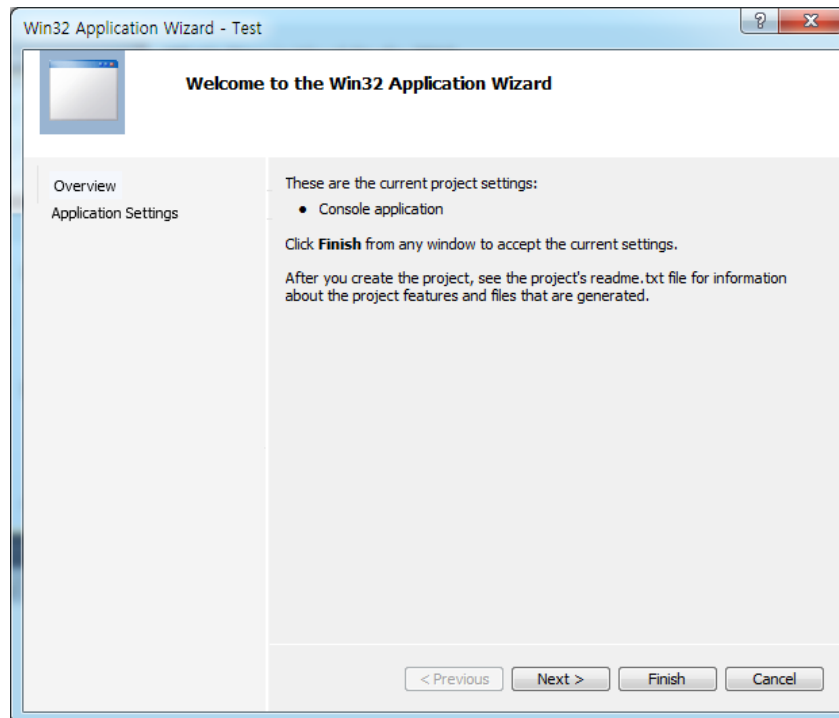 Win32 Application Wizard - Test
Welcome to the Win32 Application Wizard
Overview
Application Settings
These are the current project settings:
• Console application
Click Finish from any window to accept the current settings.
After you create the project, see the project's readme.txt file for information
about the project features and files that are generated.
< Previous
Next >
Finish
Cancel